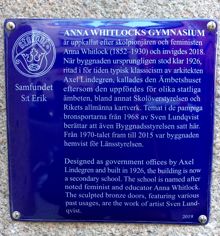 ANNA WHITLOCKS GYMNASIUM
är uppkallat efter skolpionjären och feministen
Anna Whitlock (1852–1930) och invigdes 2018.
När byggnaden ursprungligen stod klar 1926,
ritad i för tiden typisk klassicism av arkitekten
Axel Lindegren, kallades den Ämbetshuset
eftersom den uppfördes för olika statliga
ämbeten, bland annat Skolöverstyrelsen och
Rikets allmänna kartverk. Temat i de pampiga
bronsportarna från 1968 av Sven Lundqvist
berättar att även Byggnadsstyrelsen satt här.
Från 1970-talet fram till 2015 var byggnaden
hemvist för Länsstyrelsen.
Samfundet
S:t Erik
Designed as government offices by Axel
Lindegren and built in 1926, the building is now
a secondary school. The school is named after
noted feminist and educator Anna Whitlock.
The sculpted bronze doors, featuring various
past usages, are the work of artist Sven Lund-
qvist.
2019